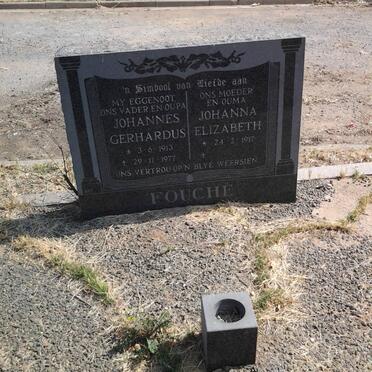 'n Simbool van Liefde aan
MY EGGENOOT
ONS VADER EN OUPA
JOHANNES
GERHARDUS
* 3-6-1913
† 29-11-1977
ONS MOEDER
EN OUMA
JOHANNA
ELIZABETH
* 24-2-1917
†
ONS VERTROU OP 'N BLYE WEERSIEN
FOUCHÉ